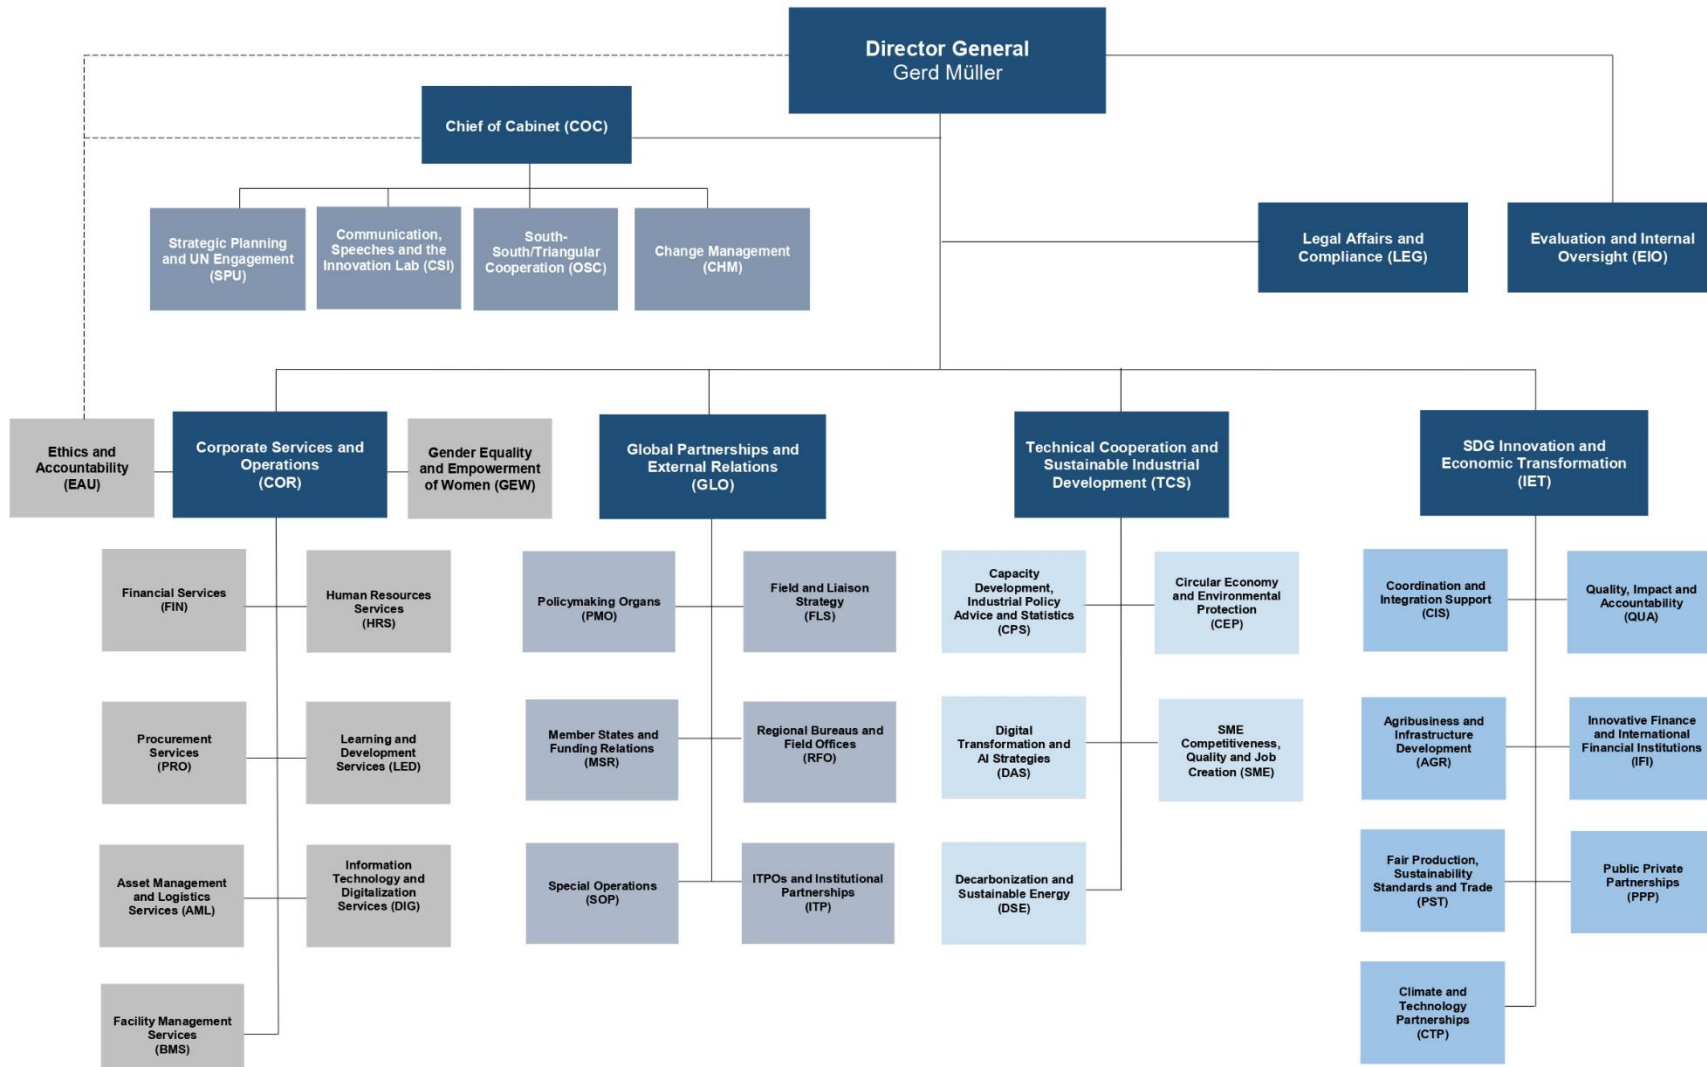 Director General
Gerd Müller
Chief of Cabinet (COC)
Strategic Planning
and UN Engagement
(SPU)
Communication,
Speeches and the
Innovation Lab (CSI)
South-
South/Triangular
Cooperation (OSC)
Change Management
(CHM)
Legal Affairs and
Compliance (LEG)
Evaluation and Internal
Oversight (EIO)
Ethics and
Accountability
(EAU)
Corporate Services and
Operations
(COR)
Gender Equality
and Empowerment
of Women (GEW)
Global Partnerships and
External Relations
(GLO)
Technical Cooperation and
Sustainable Industrial
Development (TCS)
SDG Innovation and
Economic Transformation
(IET)
Financial Services
(FIN)
Human Resources
Services
(HRS)
Procurement
Services
(PRO)
Learning and
Development
Services (LED)
Asset Management
and Logistics
Services (AML)
Information
Technology and
Digitalization
Services (DIG)
Facility Management
Services
(BMS)
Policymaking Organs
(PMO)
Field and Liaison
Strategy
(FLS)
Member States and
Funding Relations
(MSR)
Regional Bureaus and
Field Offices
(RFO)
Special Operations
(SOP)
ITPOs and Institutional
Partnerships
(ITP)
Capacity
Development,
Industrial Policy
Advice and Statistics
(CPS)
Circular Economy
and Environmental
Protection
(CEP)
Digital
Transformation and
AI Strategies
(DAS)
SME
Competitiveness,
Quality and Job
Creation (SME)
Decarbonization and
Sustainable Energy
(DSE)
Coordination and
Integration Support
(CIS)
Quality, Impact and
Accountability
(QUA)
Agribusiness and
Infrastructure
Development
(AGR)
Innovative Finance
and International
Financial Institutions
(IFI)
Fair Production,
Sustainability
Standards and Trade
(PST)
Public Private
Partnerships
(PPP)
Climate and
Technology
Partnerships
(CTP)